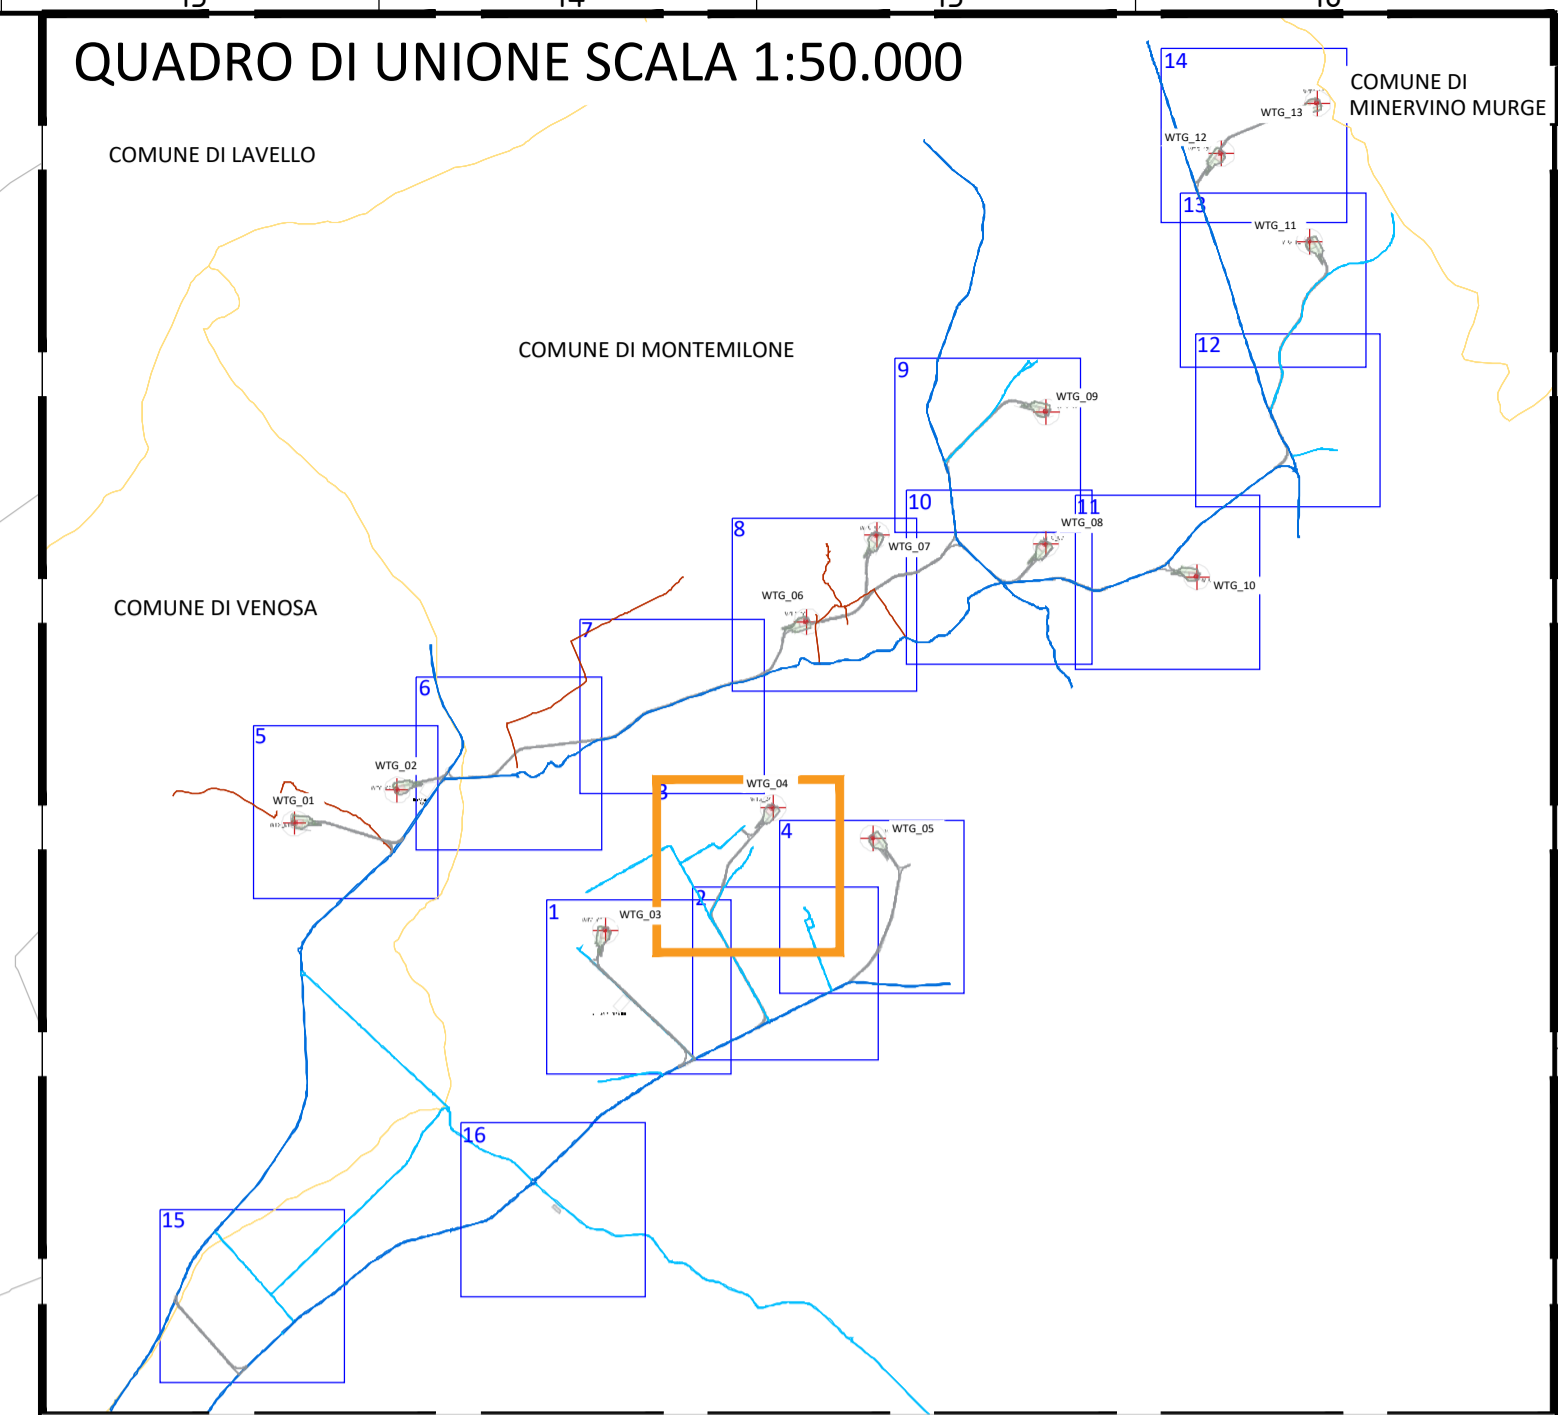 QUADRO DI UNIONE SCALA 1:50.000
COMUNE DI LAVELLO
COMUNE DI
MINERVINO MURGE
14
WTG_13
WTG_12
13
WTG_11
COMUNE DI MONTEMILONE
12
9
WTG_09
10
11
WTG_08
8
WTG_07
WTG_10
WTG_06
COMUNE DI VENOSA
7
6
5
WTG_02
WTG_01
3
WTG_04
4
WTG_05
2
1
WTG_03
16
15